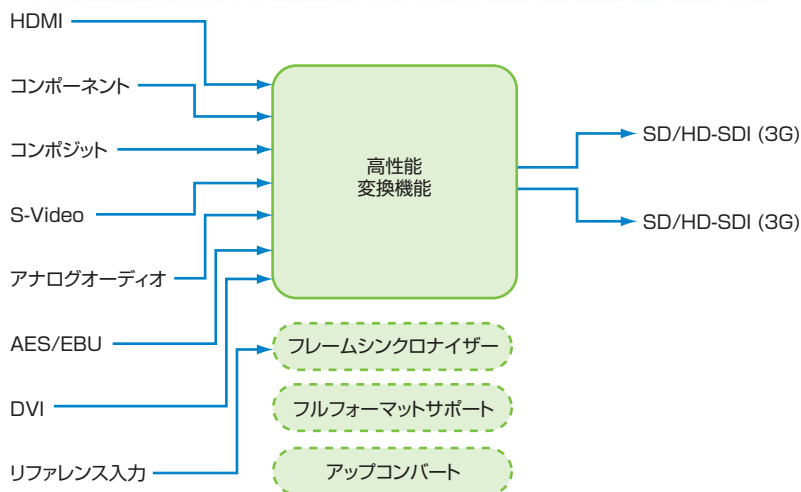 HDMI
コンポーネント
コンポジット
S-Video
アナログオーディオ
AES/EBU
DVI
リファレンス入力
高性能
変換機能
フレームシンクロナイザー
フルフォーマットサポート
アップコンバート
SD/HD-SDI (3G)
SD/HD-SDI (3G)